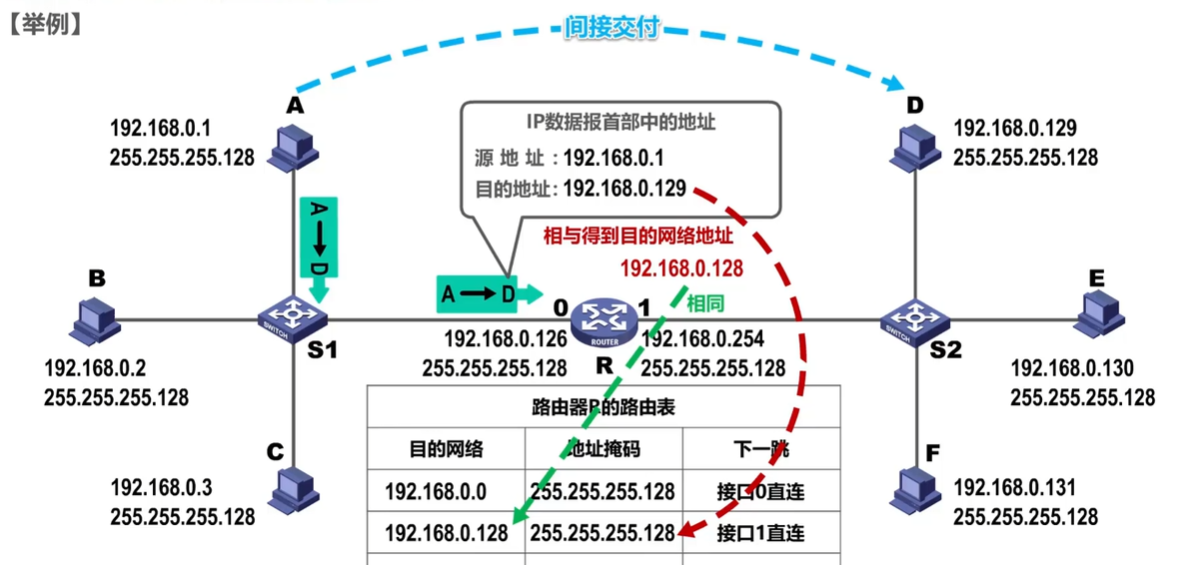 【举例】
间接交付
A
192.168.0.1
255.255.255.128
D
192.168.0.129
255.255.255.128
IP数据报首部中的地址
源地址：192.168.0.1
目的地址: 192.168.0.129
A→D
相与得到目的网络地址
192.168.0.128
相同
A→D
B
192.168.0.2
255.255.255.128
SWITCH
S1
0
1
ROUTER
R
192.168.0.126
255.255.255.128
192.168.0.254
255.255.255.128
SWITCH
S2
E
192.168.0.130
255.255.255.128
C
192.168.0.3
255.255.255.128
F
192.168.0.131
255.255.255.128
路由器R的路由表
目的网络 地址掩码 下一跳
192.168.0.0 255.255.255.128 接口0直连
192.168.0.128 255.255.255.128 接口1直连